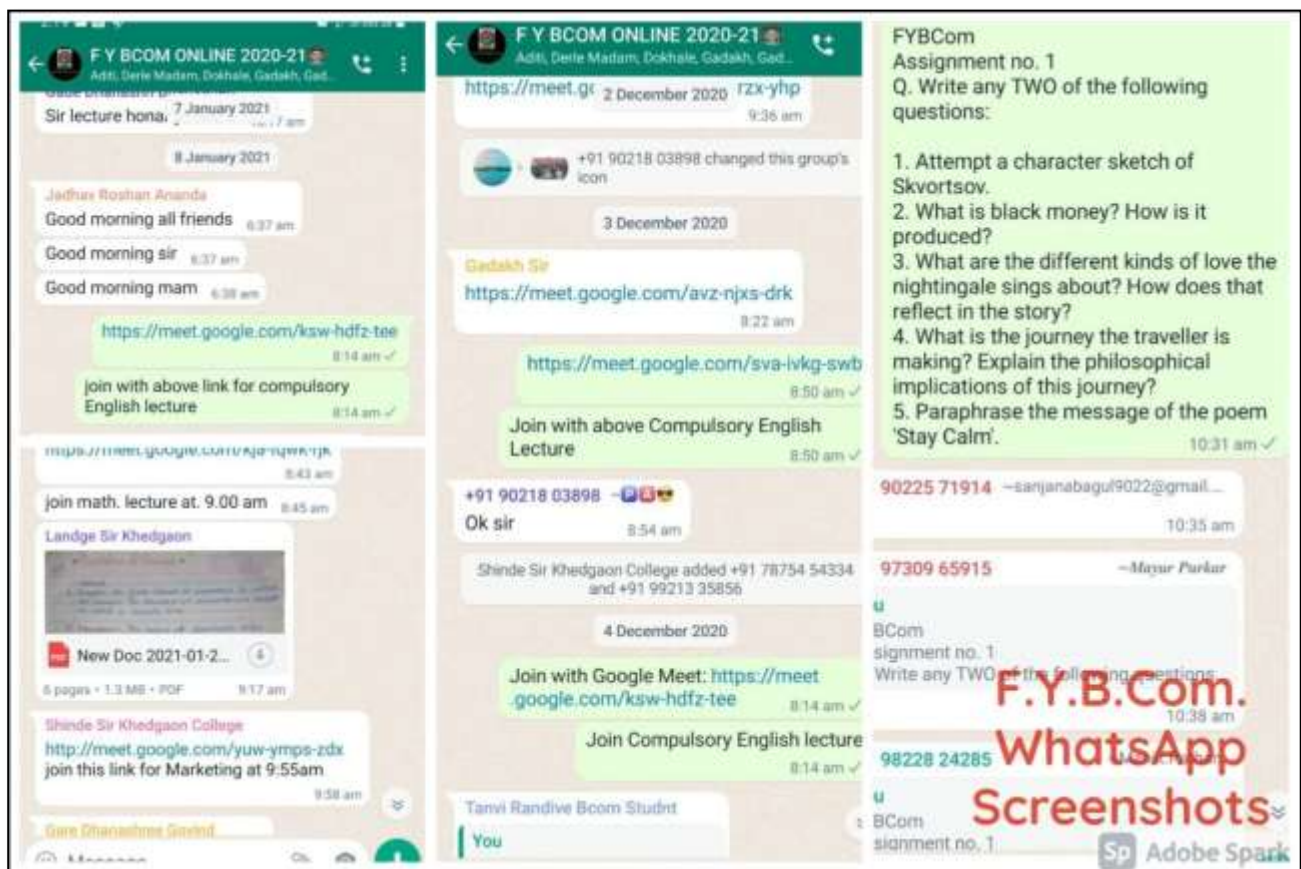 F Y BCOM ONLINE 2020-21
Aditi, Derle Madam, Dokhale, Gadakh, Gad...
7 January 2021
Sir lecture hona.
8 January 2021
Jadhav Roshan Ananda
Good morning all friends 6:37 am
Good morning sir 6:37 am
Good morning mam 6:38 am
https://meet.google.com/ksw-hdfz-tee
8:14 am
join with above link for compulsory
English lecture 8:14 am
8:43 am
join math. lecture at. 9.00 am 8:45 am
Landge Sir Khedgaon
New Doc 2021-01-2...
6 pages • 1.3 MB • PDF 9:17 am
Shinde Sir Khedgaon College
http://meet.google.com/yuw-ymps-zdx
join this link for Marketing at 9:55am
9:58 am
Gare Dhanashree Govind
Message
F Y BCOM ONLINE 2020-21
Aditi, Derle Madam, Dokhale, Gadakh, Gad...
https://meet.g 2 December 2020 rzx-yhp
9:36 am
+91 90218 03898 changed this group's
icon
3 December 2020
Gadakh Sir
https://meet.google.com/avz-njxs-drk
8:22 am
https://meet.google.com/sva-ivkg-swb
8:50 am
Join with above Compulsory English
Lecture 8:50 am
+91 90218 03898 ~🅿🅰😎
Ok sir 8:54 am
Shinde Sir Khedgaon College added +91 78754 54334
and +91 99213 35856
4 December 2020
Join with Google Meet: https://meet
.google.com/ksw-hdfz-tee 8:14 am
Join Compulsory English lecture
8:14 am
Tanvi Randive Bcom Studnt
You
FYBCom
Assignment no. 1
Q. Write any TWO of the following
questions:
1. Attempt a character sketch of
Skvortsov.
2. What is black money? How is it
produced?
3. What are the different kinds of love the
nightingale sings about? How does that
reflect in the story?
4. What is the journey the traveller is
making? Explain the philosophical
implications of this journey?
5. Paraphrase the message of the poem
'Stay Calm'. 10:31 am
90225 71914 ~sanjanabagul9022@gmail...
10:35 am
97309 65915 ~Mayur Purkar
u
BCom
signment no. 1
Write any TWO of the following questions
10:38 am
98228 24285
u
BCom
signment no. 1
F.Y.B.Com.
WhatsApp
Screenshots
Sp Adobe Spark